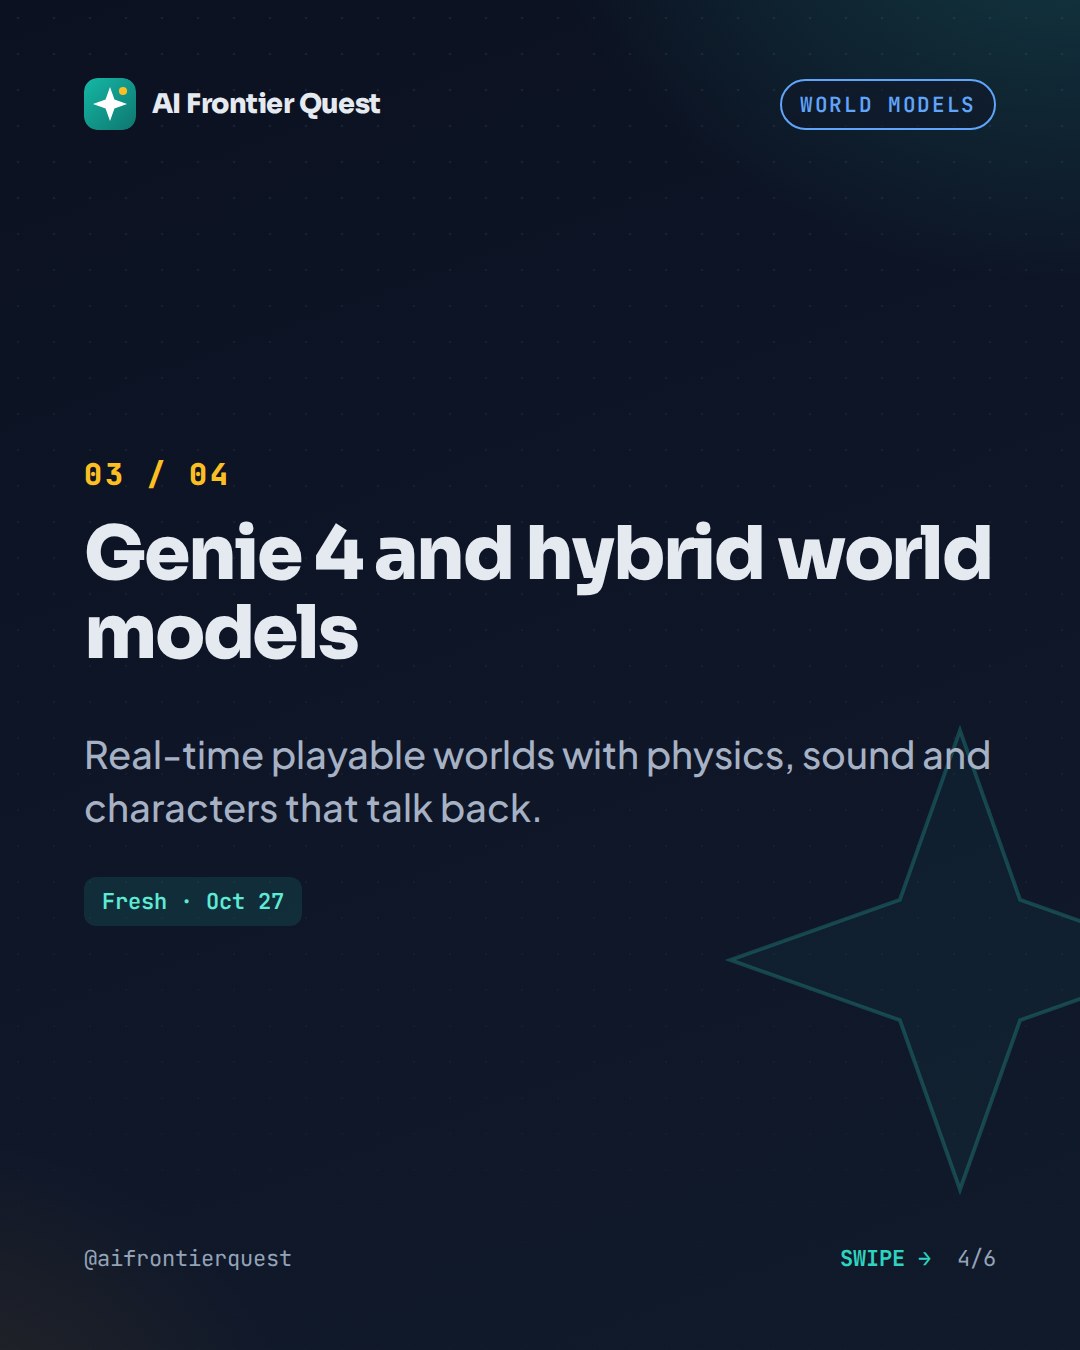 AI Frontier Quest
WORLD MODELS
03 / 04
Genie 4 and hybrid world
models
Real-time playable worlds with physics, sound and
characters that talk back.
Fresh · Oct 27
@aifrontierquest
SWIPE → 4/6